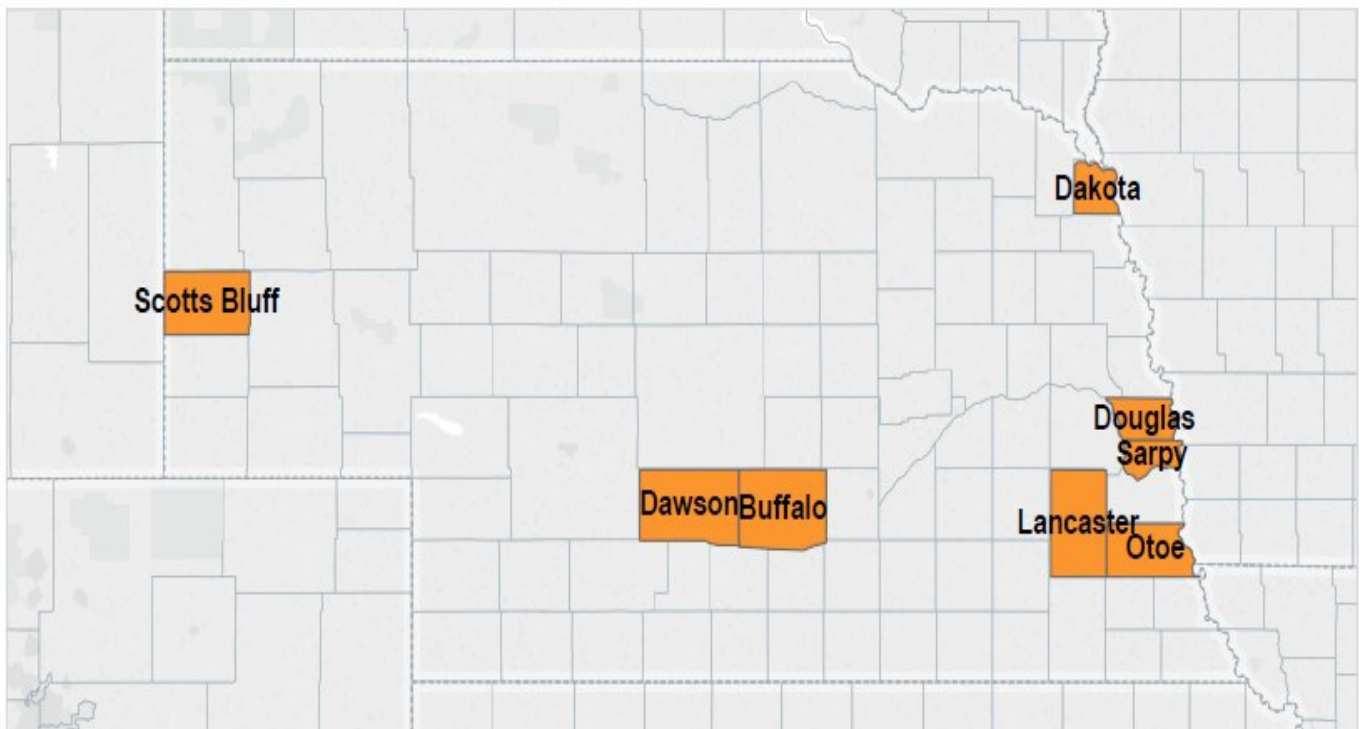 Dakota
Scotts Bluff
Douglas
Sarpy
Dawson
Buffalo
Lancaster
Otoe